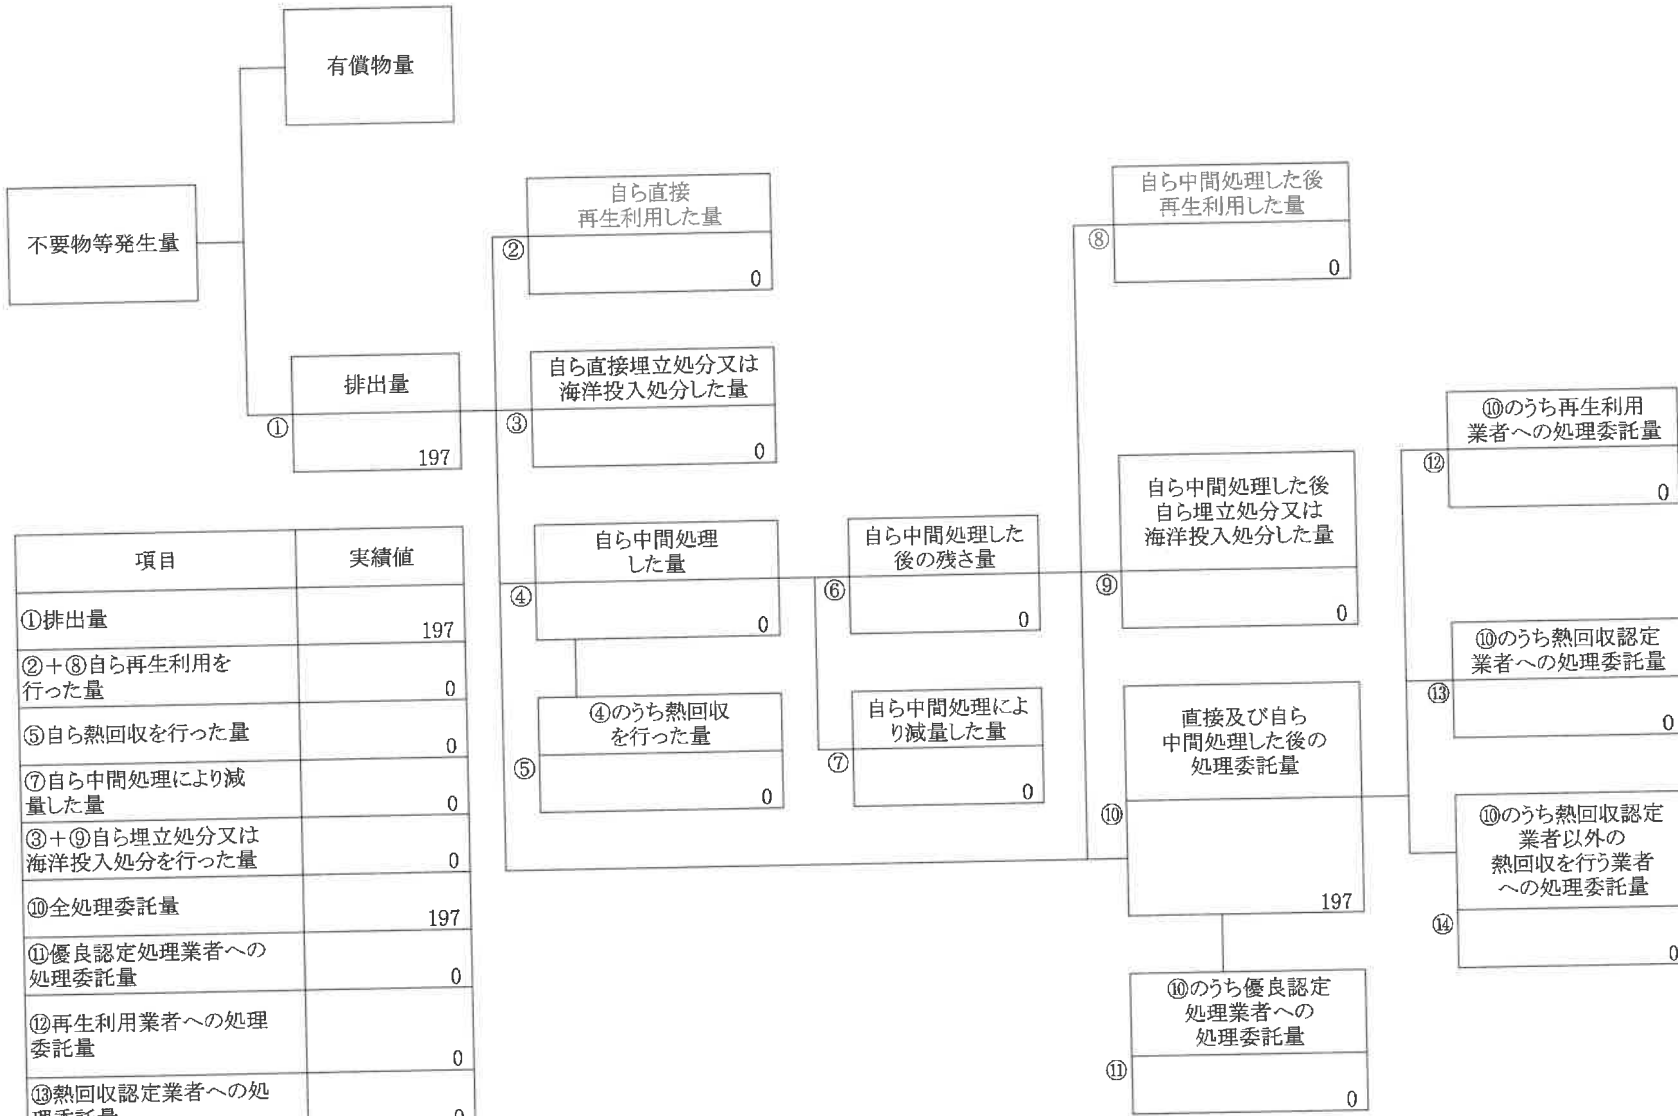 有償物量
不要物等発生量
排出量
①
197
自ら直接
再生利用した量
②
0
自ら直接埋立処分又は
海洋投入処分した量
③
0
自ら中間処理
した量
④
0
④のうち熱回収
を行った量
⑤
0
自ら中間処理した
後の残さ量
⑥
0
自ら中間処理によ
り減量した量
⑦
0
自ら中間処理した後
再生利用した量
⑧
0
自ら中間処理した後
自ら埋立処分又は
海洋投入処分した量
⑨
0
直接及び自ら
中間処理した後の
処理委託量
⑩
197
⑩のうち優良認定
処理業者への
処理委託量
⑪
0
⑩のうち再生利用
業者への処理委託量
⑫
0
⑩のうち熱回収認定
業者への処理委託量
⑬
0
⑩のうち熱回収認定
業者以外の
熱回収を行う業者
への処理委託量
⑭
0
項目 実績値
①排出量 197
②+⑧自ら再生利用を
行った量 0
⑤自ら熱回収を行った量 0
⑦自ら中間処理により減
量した量 0
③+⑨自ら埋立処分又は
海洋投入処分を行った量 0
⑩全処理委託量 197
⑪優良認定処理業者への
処理委託量 0
⑫再生利用業者への処理
委託量 0
⑬熱回収認定業者への処
理委託量 0